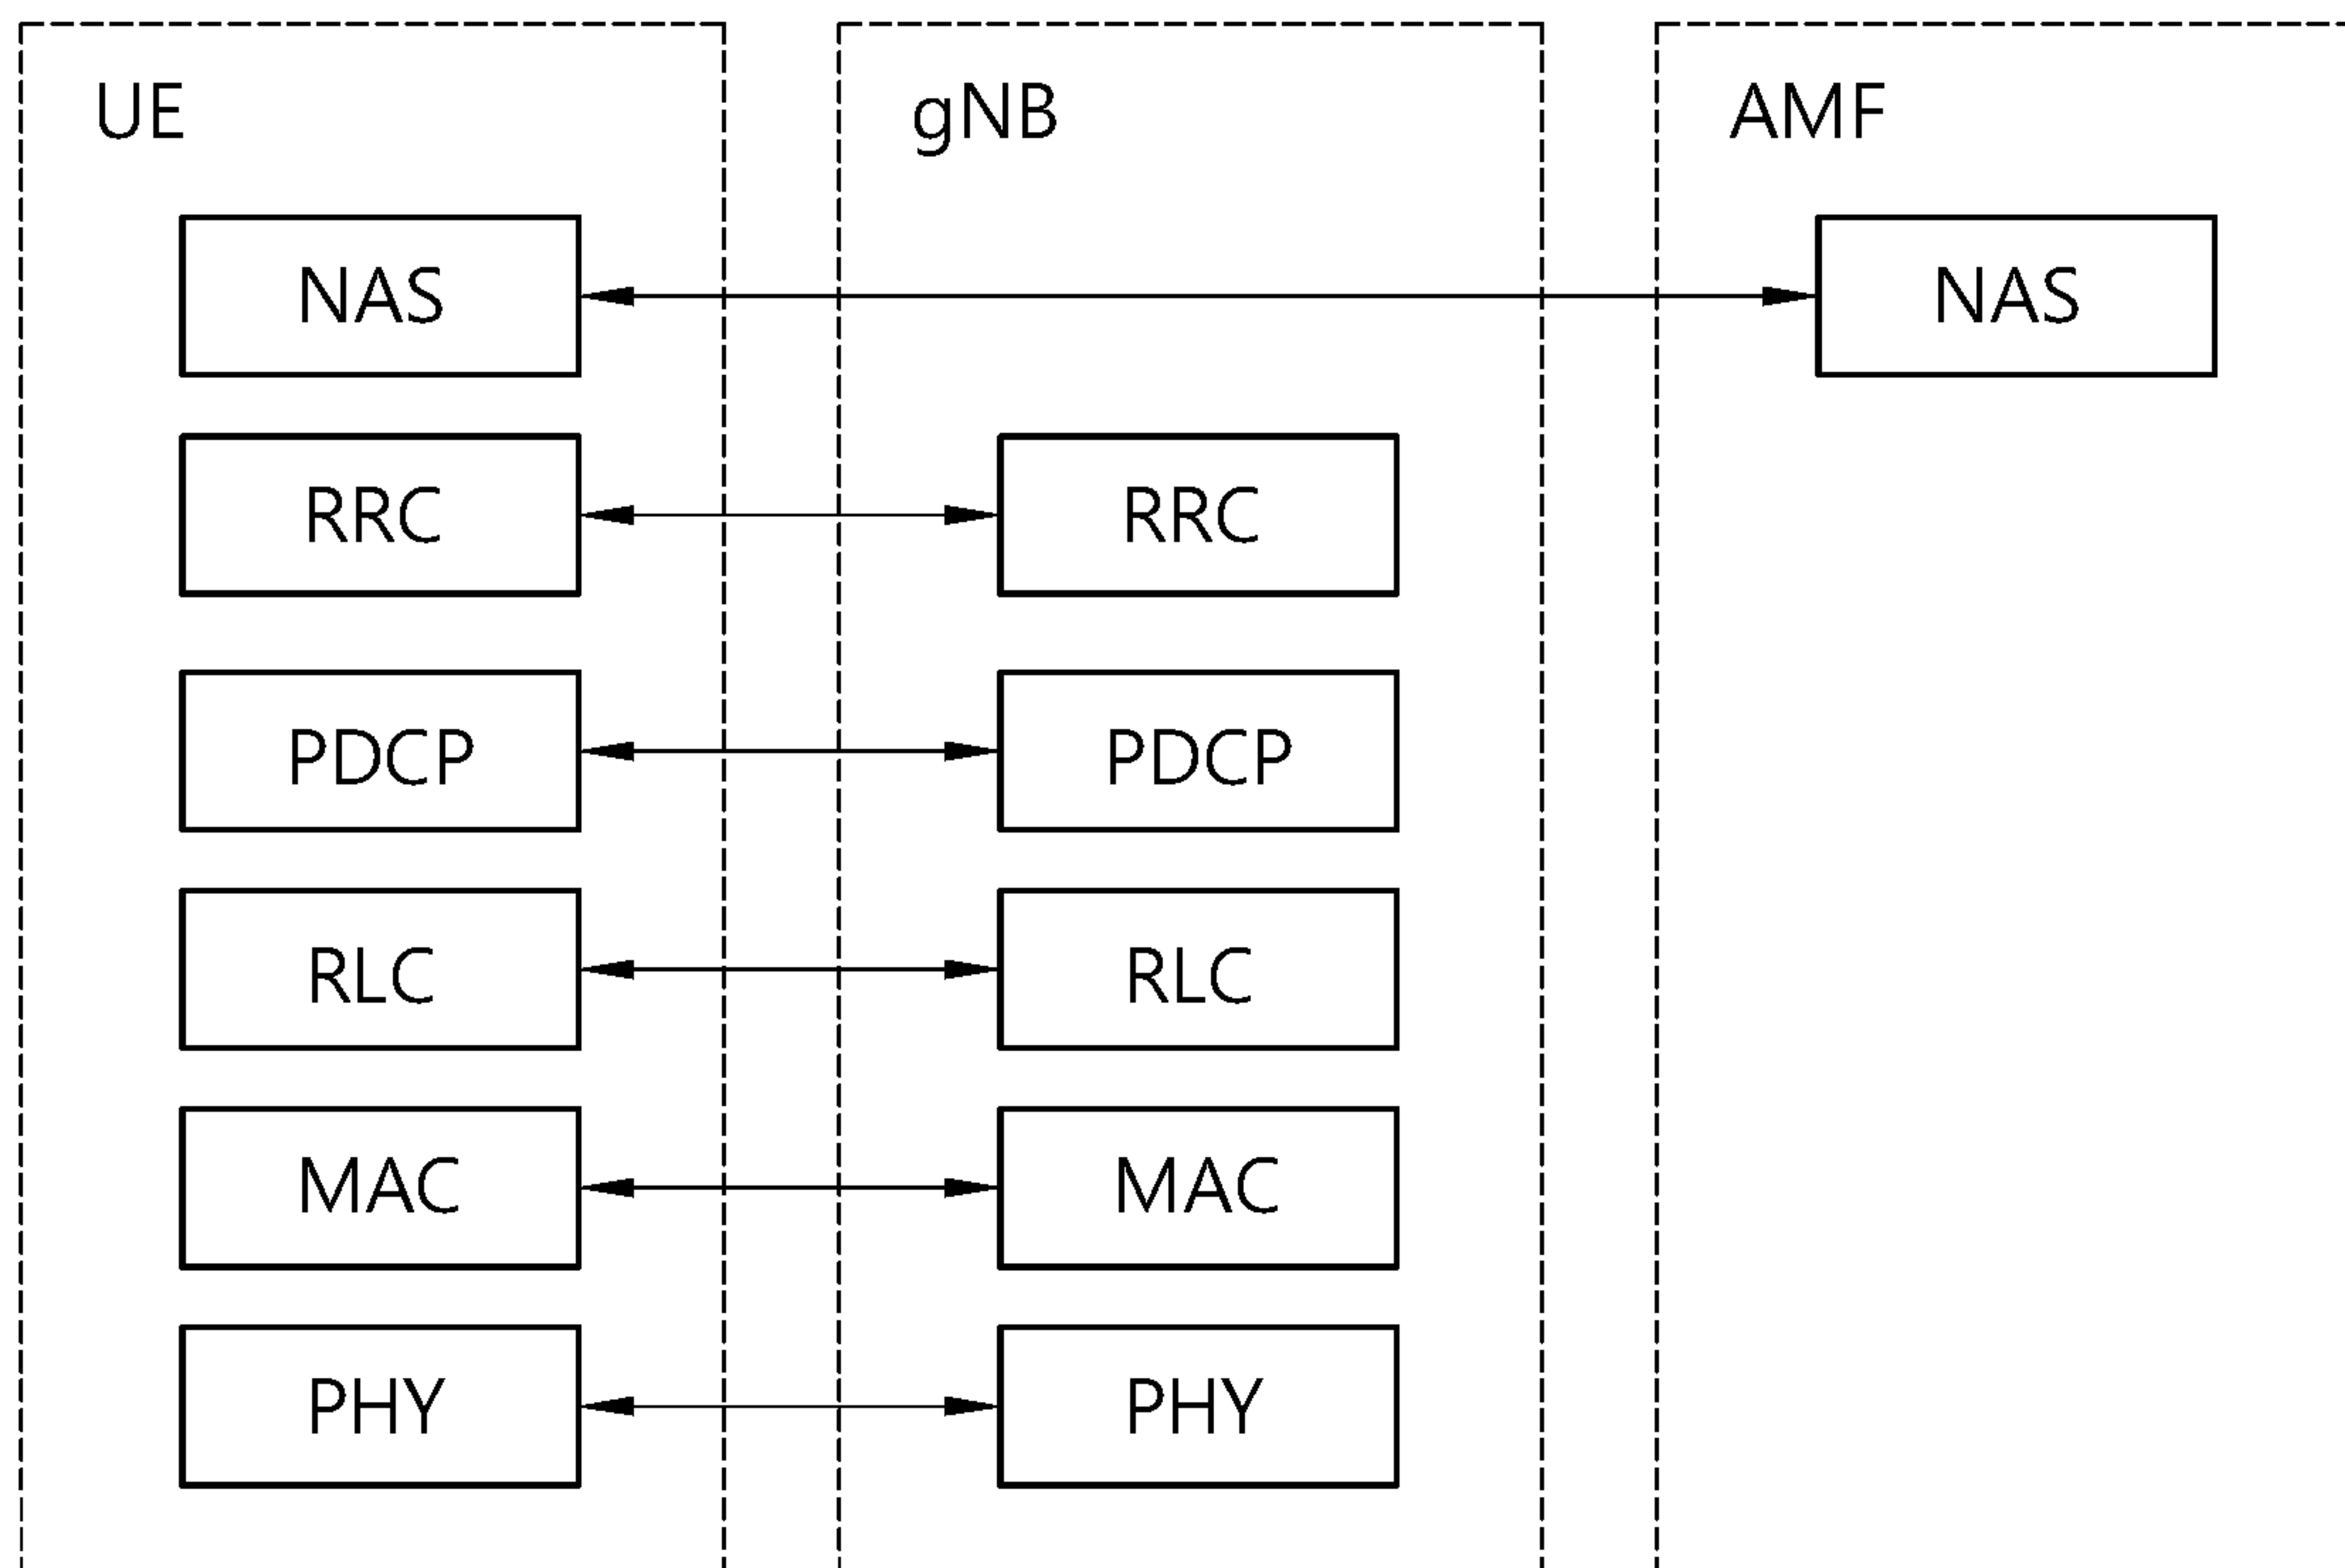 UE gNB AMF
NAS NAS
RRC RRC
PDCP PDCP
RLC RLC
MAC MAC
PHY PHY